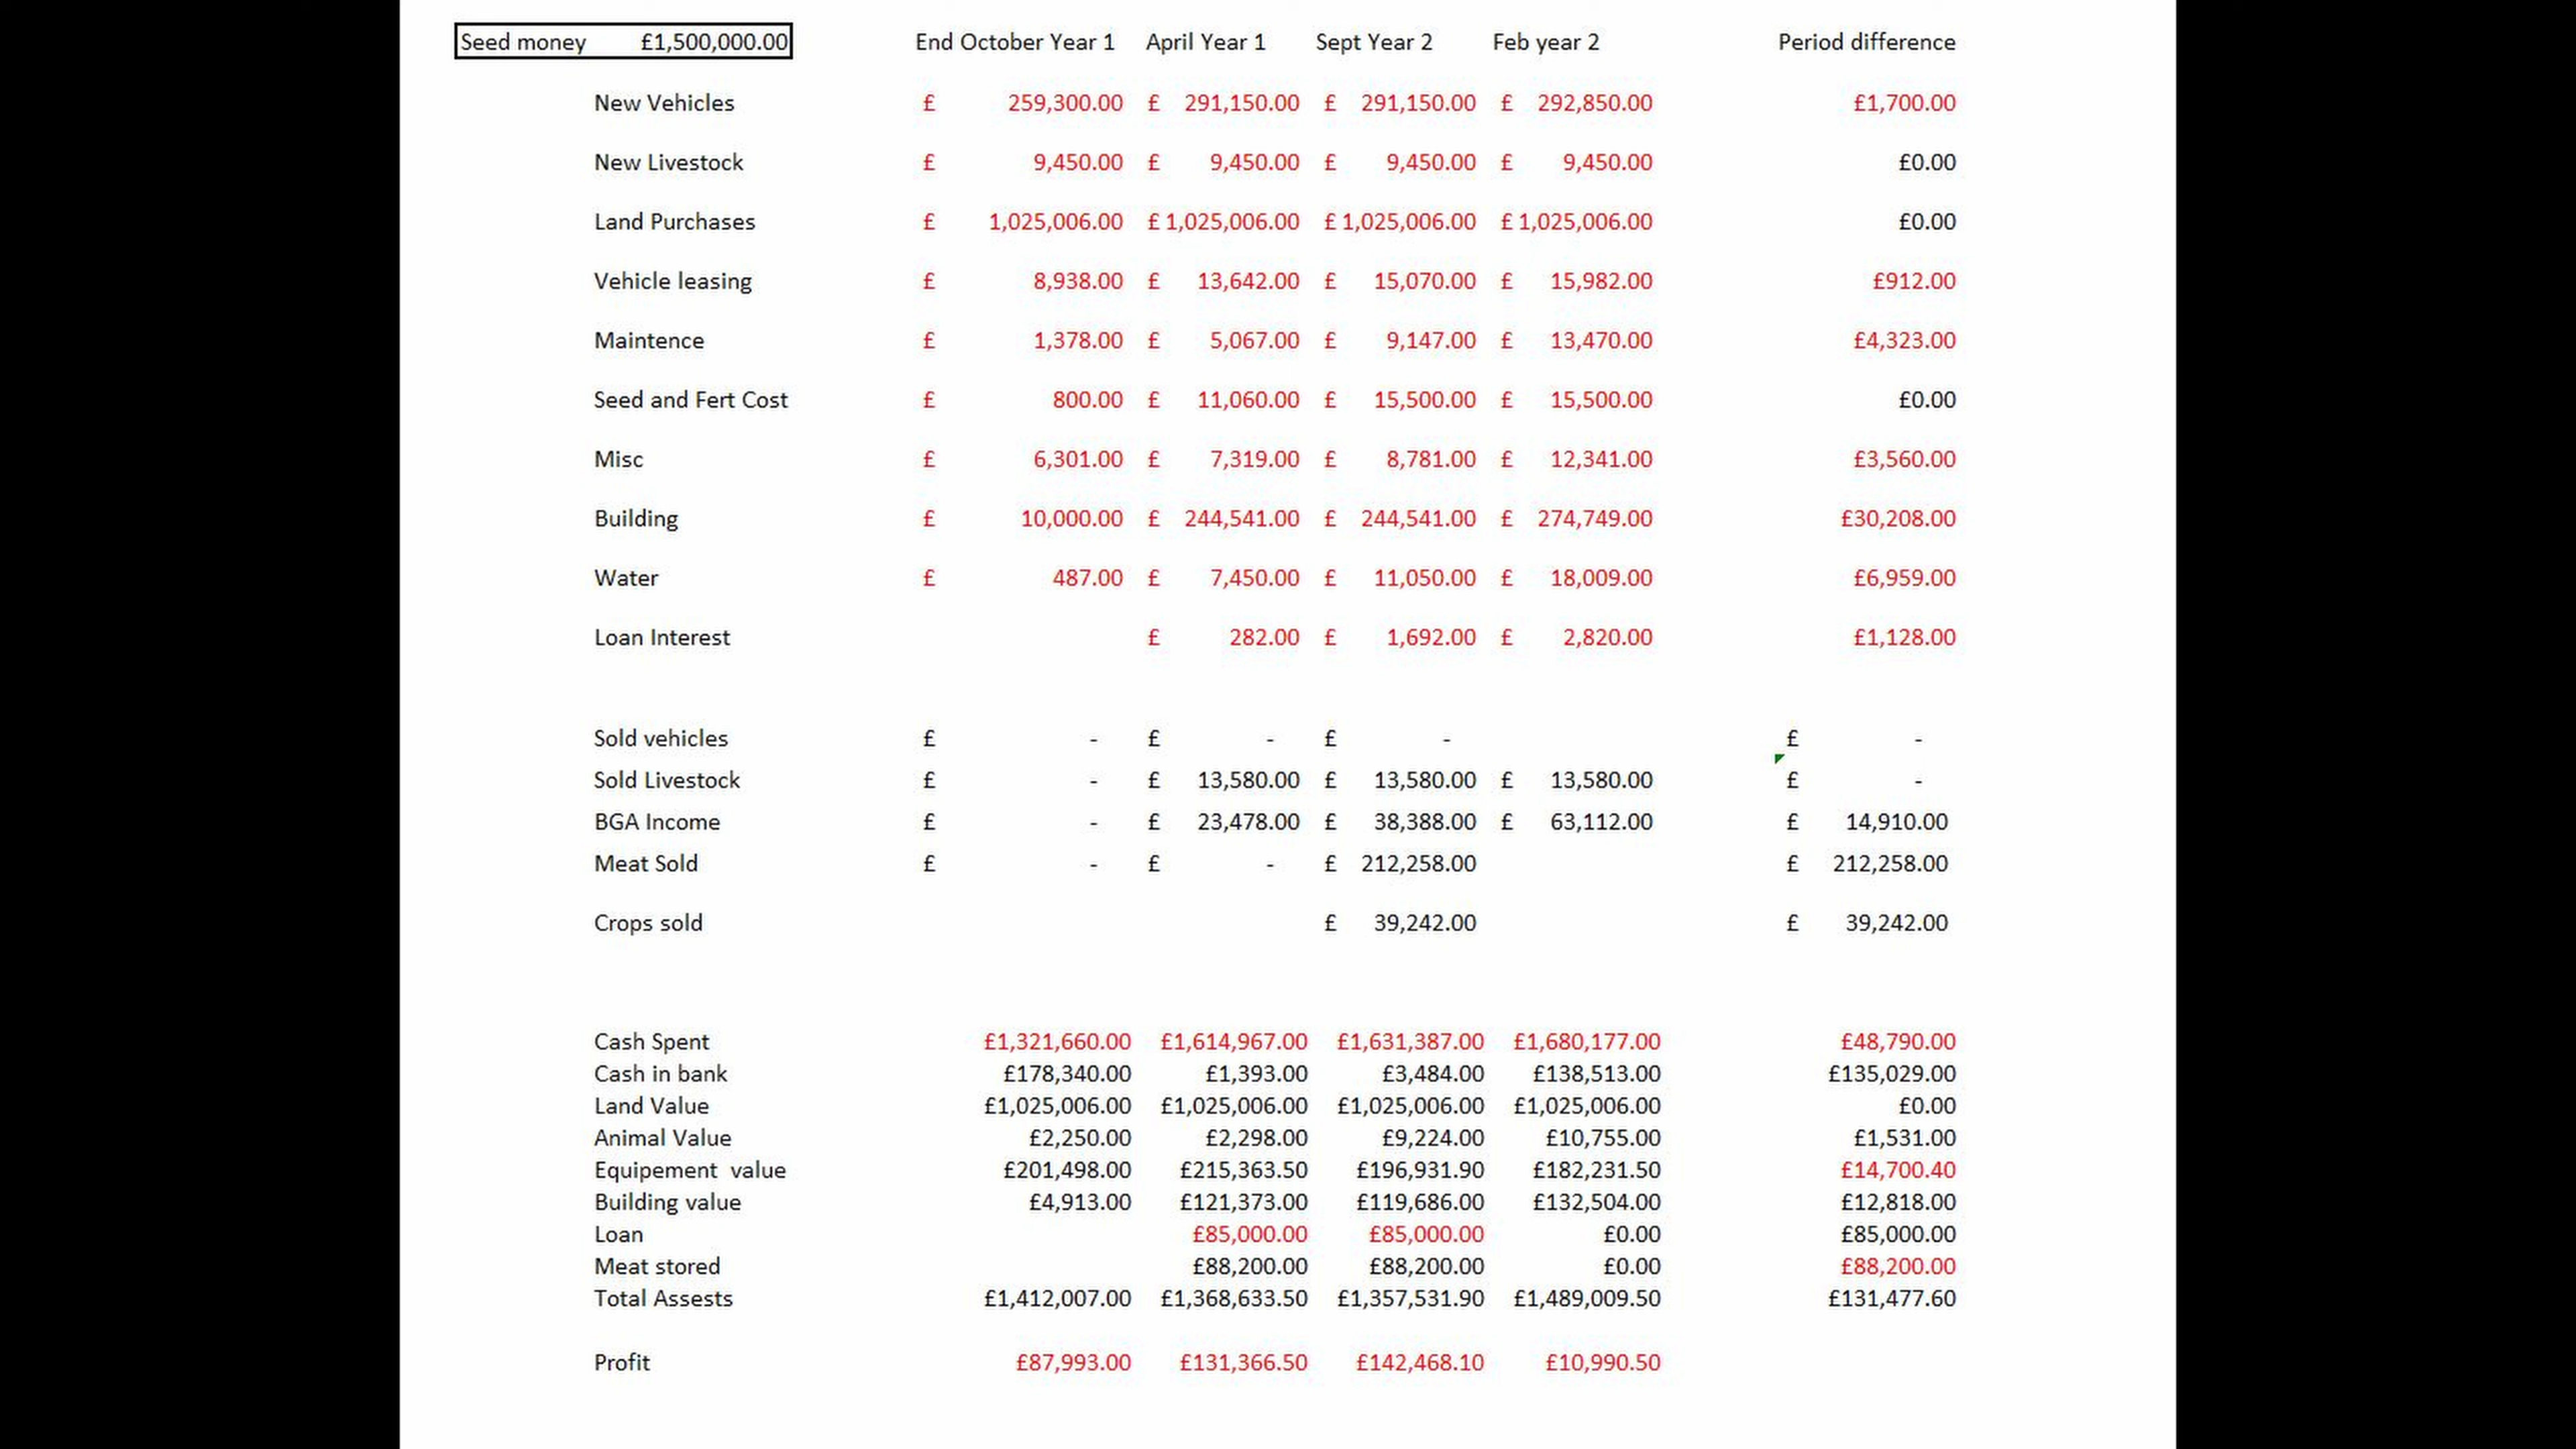 Seed money £1,500,000.00 End October Year 1 April Year 1 Sept Year 2 Feb year 2 Period difference
New Vehicles £ 259,300.00 £ 291,150.00 £ 291,150.00 £ 292,850.00 £1,700.00
New Livestock £ 9,450.00 £ 9,450.00 £ 9,450.00 £ 9,450.00 £0.00
Land Purchases £ 1,025,006.00 £ 1,025,006.00 £ 1,025,006.00 £ 1,025,006.00 £0.00
Vehicle leasing £ 8,938.00 £ 13,642.00 £ 15,070.00 £ 15,982.00 £912.00
Maintence £ 1,378.00 £ 5,067.00 £ 9,147.00 £ 13,470.00 £4,323.00
Seed and Fert Cost £ 800.00 £ 11,060.00 £ 15,500.00 £ 15,500.00 £0.00
Misc £ 6,301.00 £ 7,319.00 £ 8,781.00 £ 12,341.00 £3,560.00
Building £ 10,000.00 £ 244,541.00 £ 244,541.00 £ 274,749.00 £30,208.00
Water £ 487.00 £ 7,450.00 £ 11,050.00 £ 18,009.00 £6,959.00
Loan Interest £ 282.00 £ 1,692.00 £ 2,820.00 £1,128.00
Sold vehicles £ - £ - £ - £ -
Sold Livestock £ - £ 13,580.00 £ 13,580.00 £ 13,580.00 £ -
BGA Income £ - £ 23,478.00 £ 38,388.00 £ 63,112.00 £ 14,910.00
Meat Sold £ - £ - £ 212,258.00 £ 212,258.00
Crops sold £ 39,242.00 £ 39,242.00
Cash Spent £1,321,660.00 £1,614,967.00 £1,631,387.00 £1,680,177.00 £48,790.00
Cash in bank £178,340.00 £1,393.00 £3,484.00 £138,513.00 £135,029.00
Land Value £1,025,006.00 £1,025,006.00 £1,025,006.00 £1,025,006.00 £0.00
Animal Value £2,250.00 £2,298.00 £9,224.00 £10,755.00 £1,531.00
Equipement value £201,498.00 £215,363.50 £196,931.90 £182,231.50 £14,700.40
Building value £4,913.00 £121,373.00 £119,686.00 £132,504.00 £12,818.00
Loan £85,000.00 £85,000.00 £0.00 £85,000.00
Meat stored £88,200.00 £88,200.00 £0.00 £88,200.00
Total Assests £1,412,007.00 £1,368,633.50 £1,357,531.90 £1,489,009.50 £131,477.60
Profit £87,993.00 £131,366.50 £142,468.10 £10,990.50